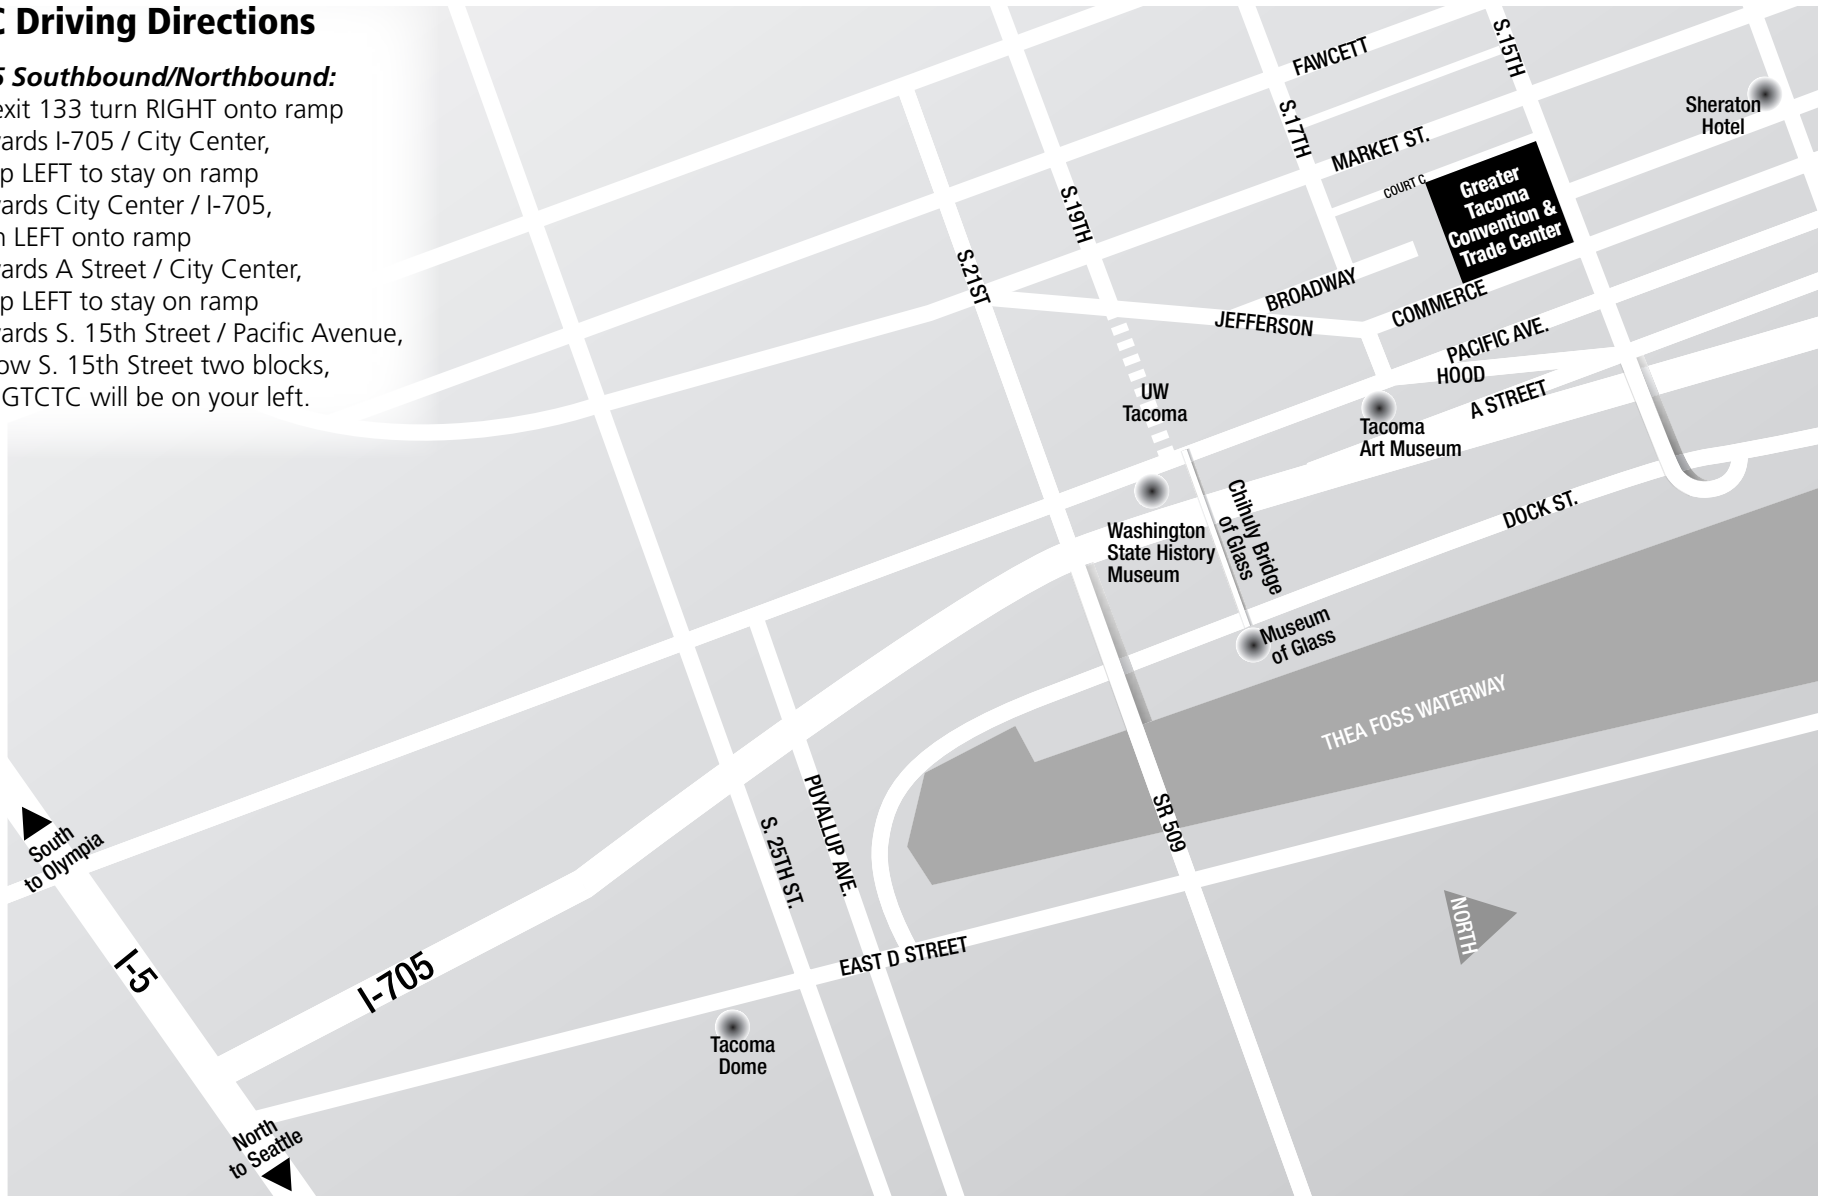 C Driving Directions
5 Southbound/Northbound:
exit 133 turn RIGHT onto ramp
wards I-705 / City Center,
p LEFT to stay on ramp
wards City Center / I-705,
n LEFT onto ramp
wards A Street / City Center,
p LEFT to stay on ramp
wards S. 15th Street / Pacific Avenue,
ow S. 15th Street two blocks,
GTCTC will be on your left.
FAWCETT
S.15TH
S.17TH
MARKET ST.
COURT C
Sheraton
Hotel
Greater
Tacoma
Convention &
Trade Center
S.19TH
S.21ST
BROADWAY
JEFFERSON
COMMERCE
PACIFIC AVE.
HOOD
A STREET
UW
Tacoma
Tacoma
Art Museum
Washington
State History
Museum
Chihuly Bridge
of Glass
DOCK ST.
Museum
of Glass
THEA FOSS WATERWAY
PUYALLUP AVE.
S. 25TH ST.
SR 509
South
to Olympia
I-5
I-705
EAST D STREET
NORTH
Tacoma
Dome
North
to Seattle